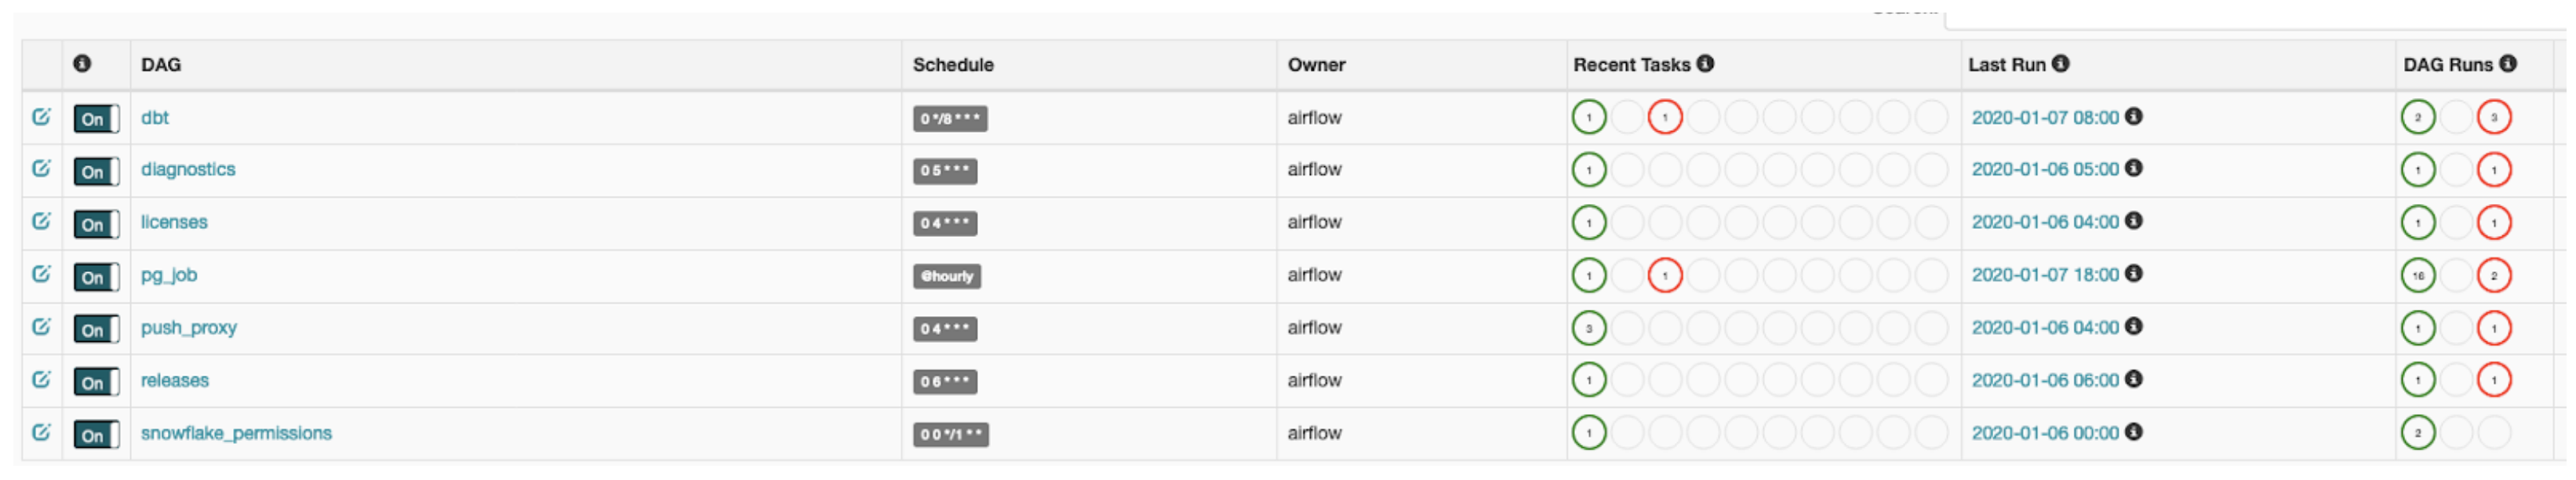 DAG Schedule Owner Recent Tasks Last Run DAG Runs
On dbt 0 */8 * * * airflow 1 1 2020-01-07 08:00 2 3
On diagnostics 0 5 * * * airflow 1 2020-01-06 05:00 1 1
On licenses 0 4 * * * airflow 1 2020-01-06 04:00 1 1
On pg_job @hourly airflow 1 1 2020-01-07 18:00 16 2
On push_proxy 0 4 * * * airflow 3 2020-01-06 04:00 1 1
On releases 0 6 * * * airflow 1 2020-01-06 06:00 1 1
On snowflake_permissions 0 0 */1 * * airflow 1 2020-01-06 00:00 2